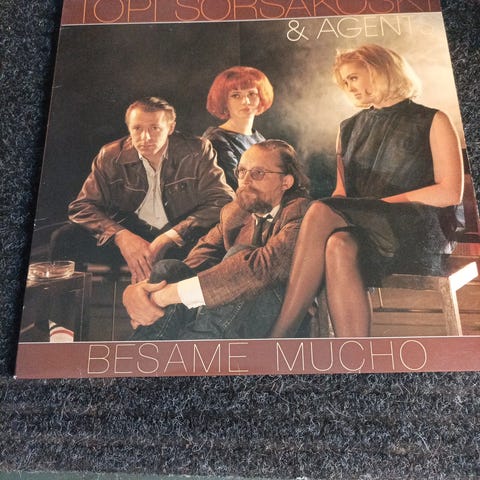 TOPI SORSAKOSKI
& AGENTS
BESAME MUCHO